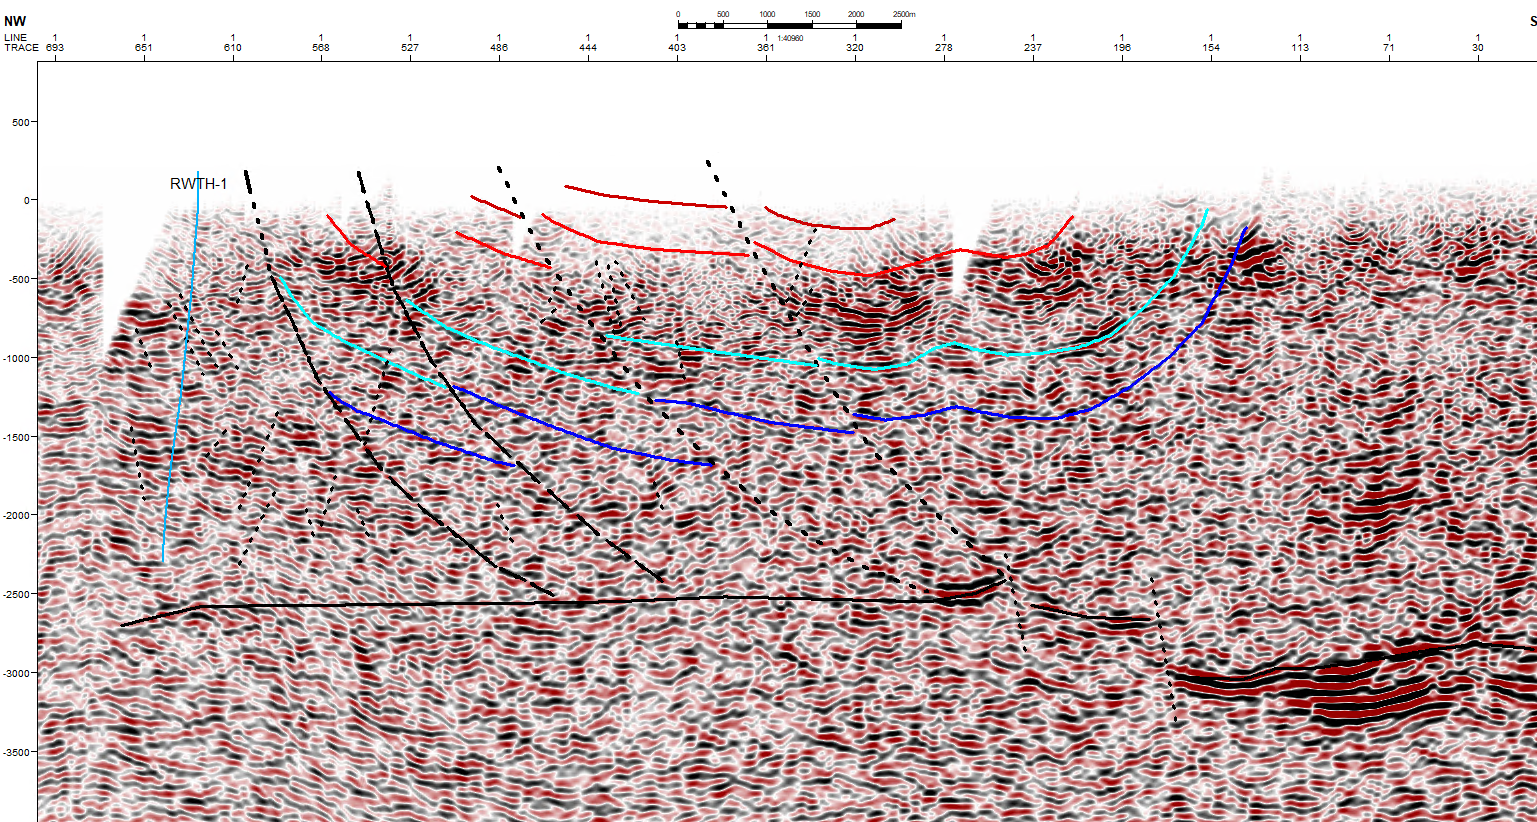 0 500 1000 1500 2000 2500m
1:40960
NW S
LINE 1 1 1 1 1 1 1 1 1 1 1 1 1 1 1 1 1
TRACE 693 651 610 568 527 486 444 403 361 320 278 237 196 154 113 71 30
500
RWTH-1
0
-500
-1000
-1500
-2000
-2500
-3000
-3500